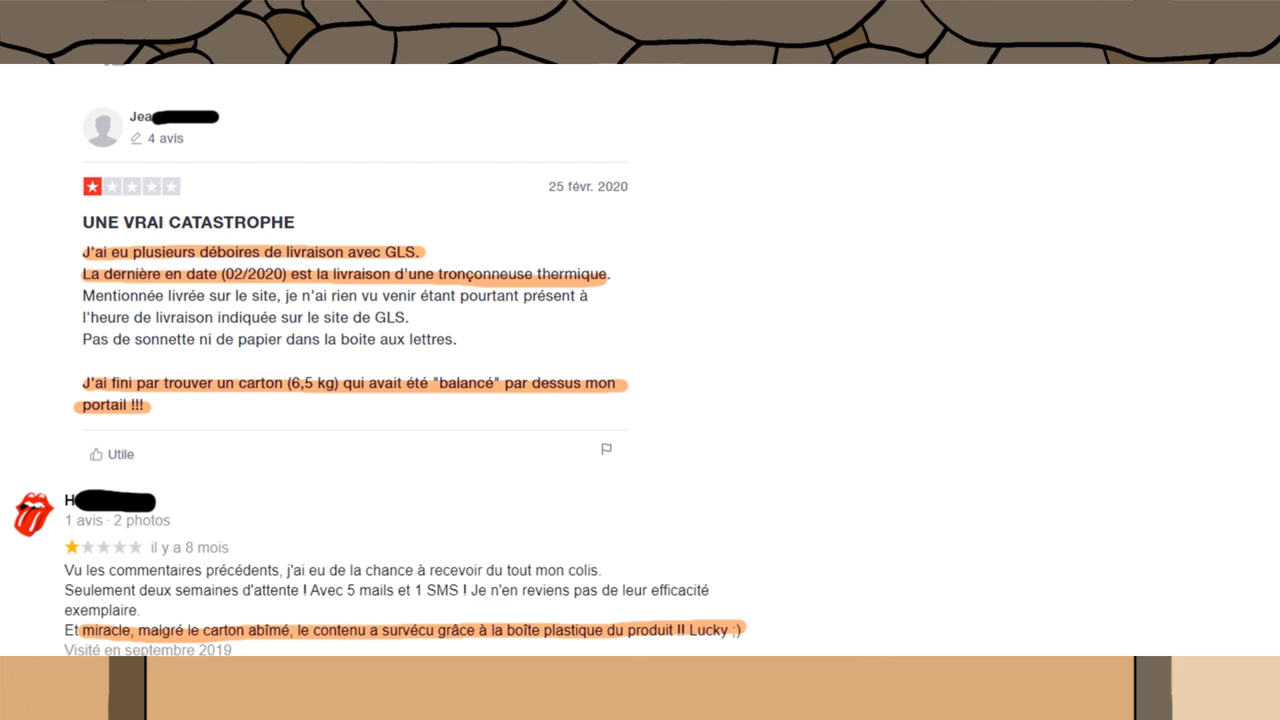 Jea
4 avis
25 févr. 2020
UNE VRAI CATASTROPHE
J'ai eu plusieurs déboires de livraison avec GLS.
La dernière en date (02/2020) est la livraison d'une tronçonneuse thermique.
Mentionnée livrée sur le site, je n'ai rien vu venir étant pourtant présent à
l'heure de livraison indiquée sur le site de GLS.
Pas de sonnette ni de papier dans la boite aux lettres.
J'ai fini par trouver un carton (6,5 kg) qui avait été "balancé" par dessus mon
portail !!!
Utile
H
1 avis · 2 photos
il y a 8 mois
Vu les commentaires précédents, j'ai eu de la chance à recevoir du tout mon colis.
Seulement deux semaines d'attente ! Avec 5 mails et 1 SMS ! Je n'en reviens pas de leur efficacité
exemplaire.
Et miracle, malgré le carton abîmé, le contenu a survécu grâce à la boîte plastique du produit !! Lucky ;)
Visité en septembre 2019